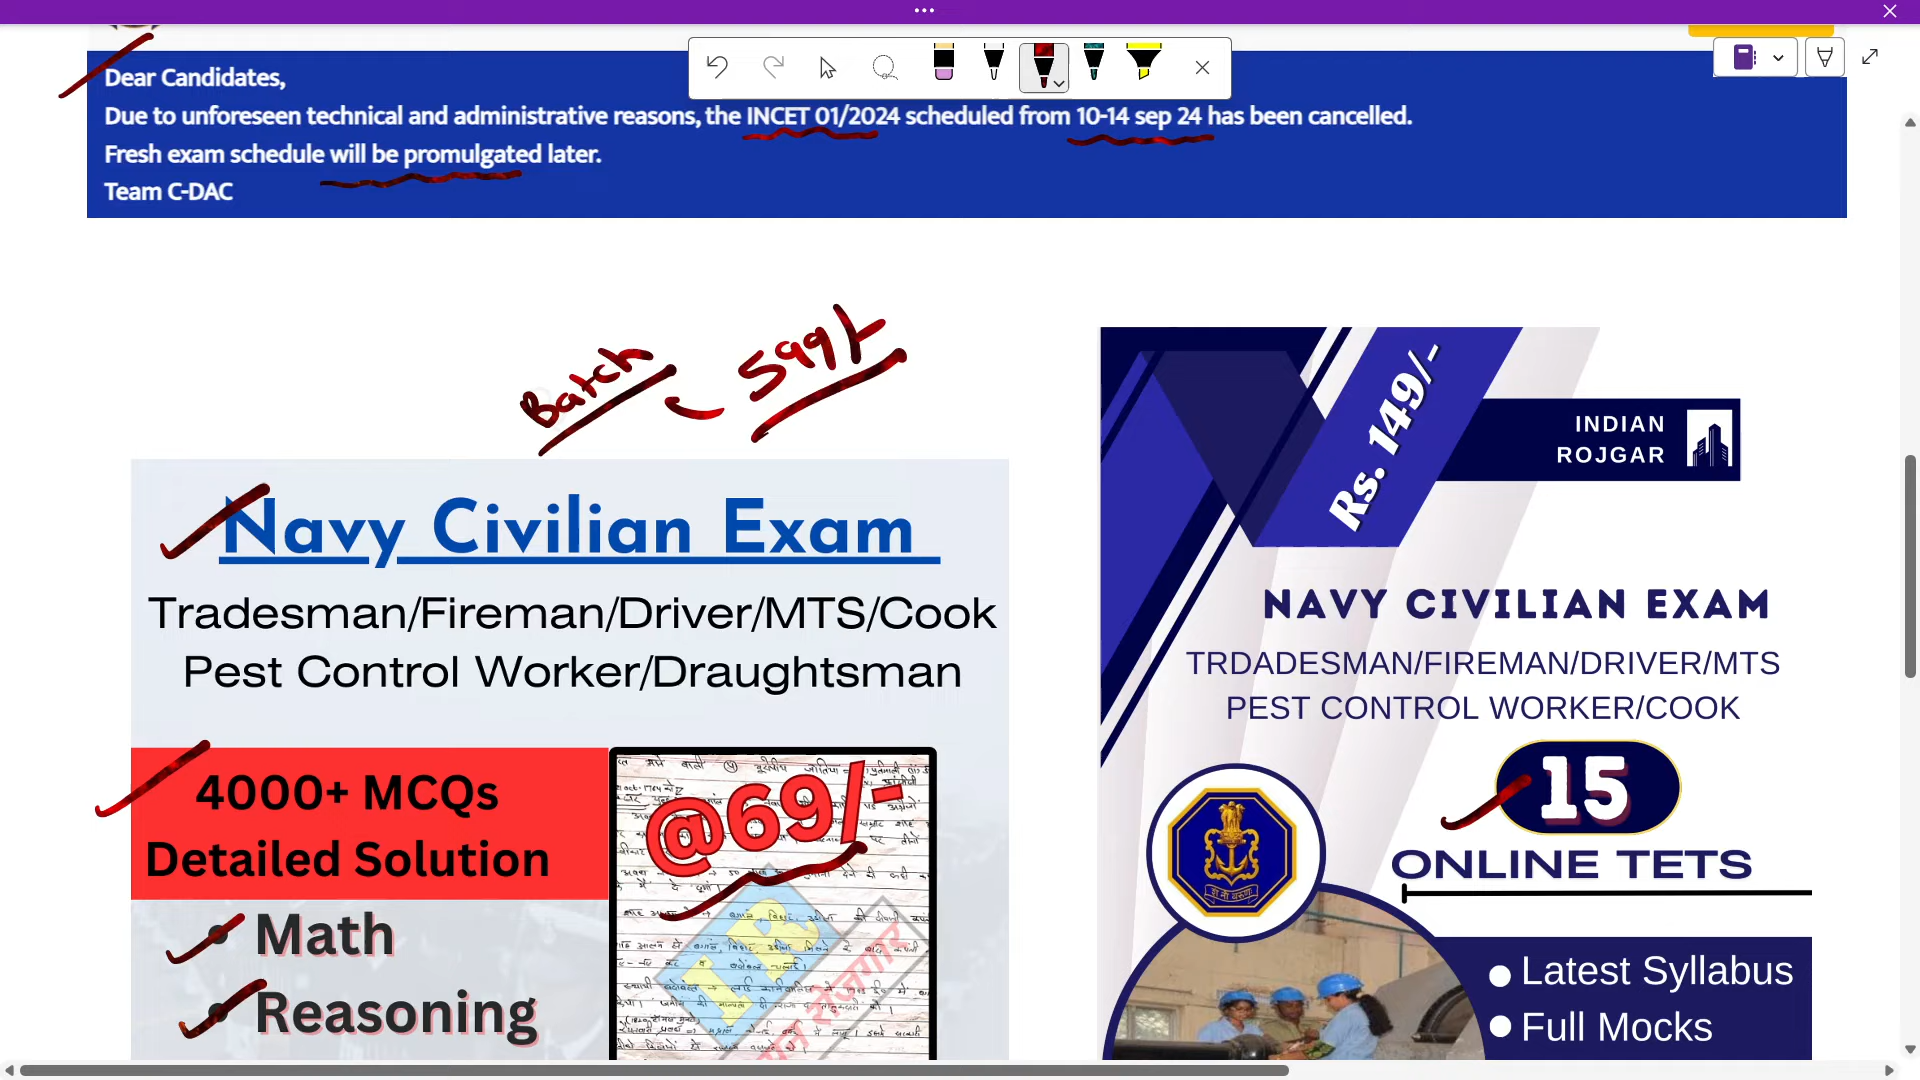 Dear Candidates,
Due to unforeseen technical and administrative reasons, the INCET 01/2024 scheduled from 10-14 sep 24 has been cancelled.
Fresh exam schedule will be promulgated later.
Team C-DAC
Batch 599/-
Navy Civilian Exam
Tradesman/Fireman/Driver/MTS/Cook
Pest Control Worker/Draughtsman
4000+ MCQs
Detailed Solution
@69/-
Math
Reasoning
Rs. 149/-
INDIAN
ROJGAR
NAVY CIVILIAN EXAM
TRDADESMAN/FIREMAN/DRIVER/MTS
PEST CONTROL WORKER/COOK
15
ONLINE TETS
Latest Syllabus
Full Mocks